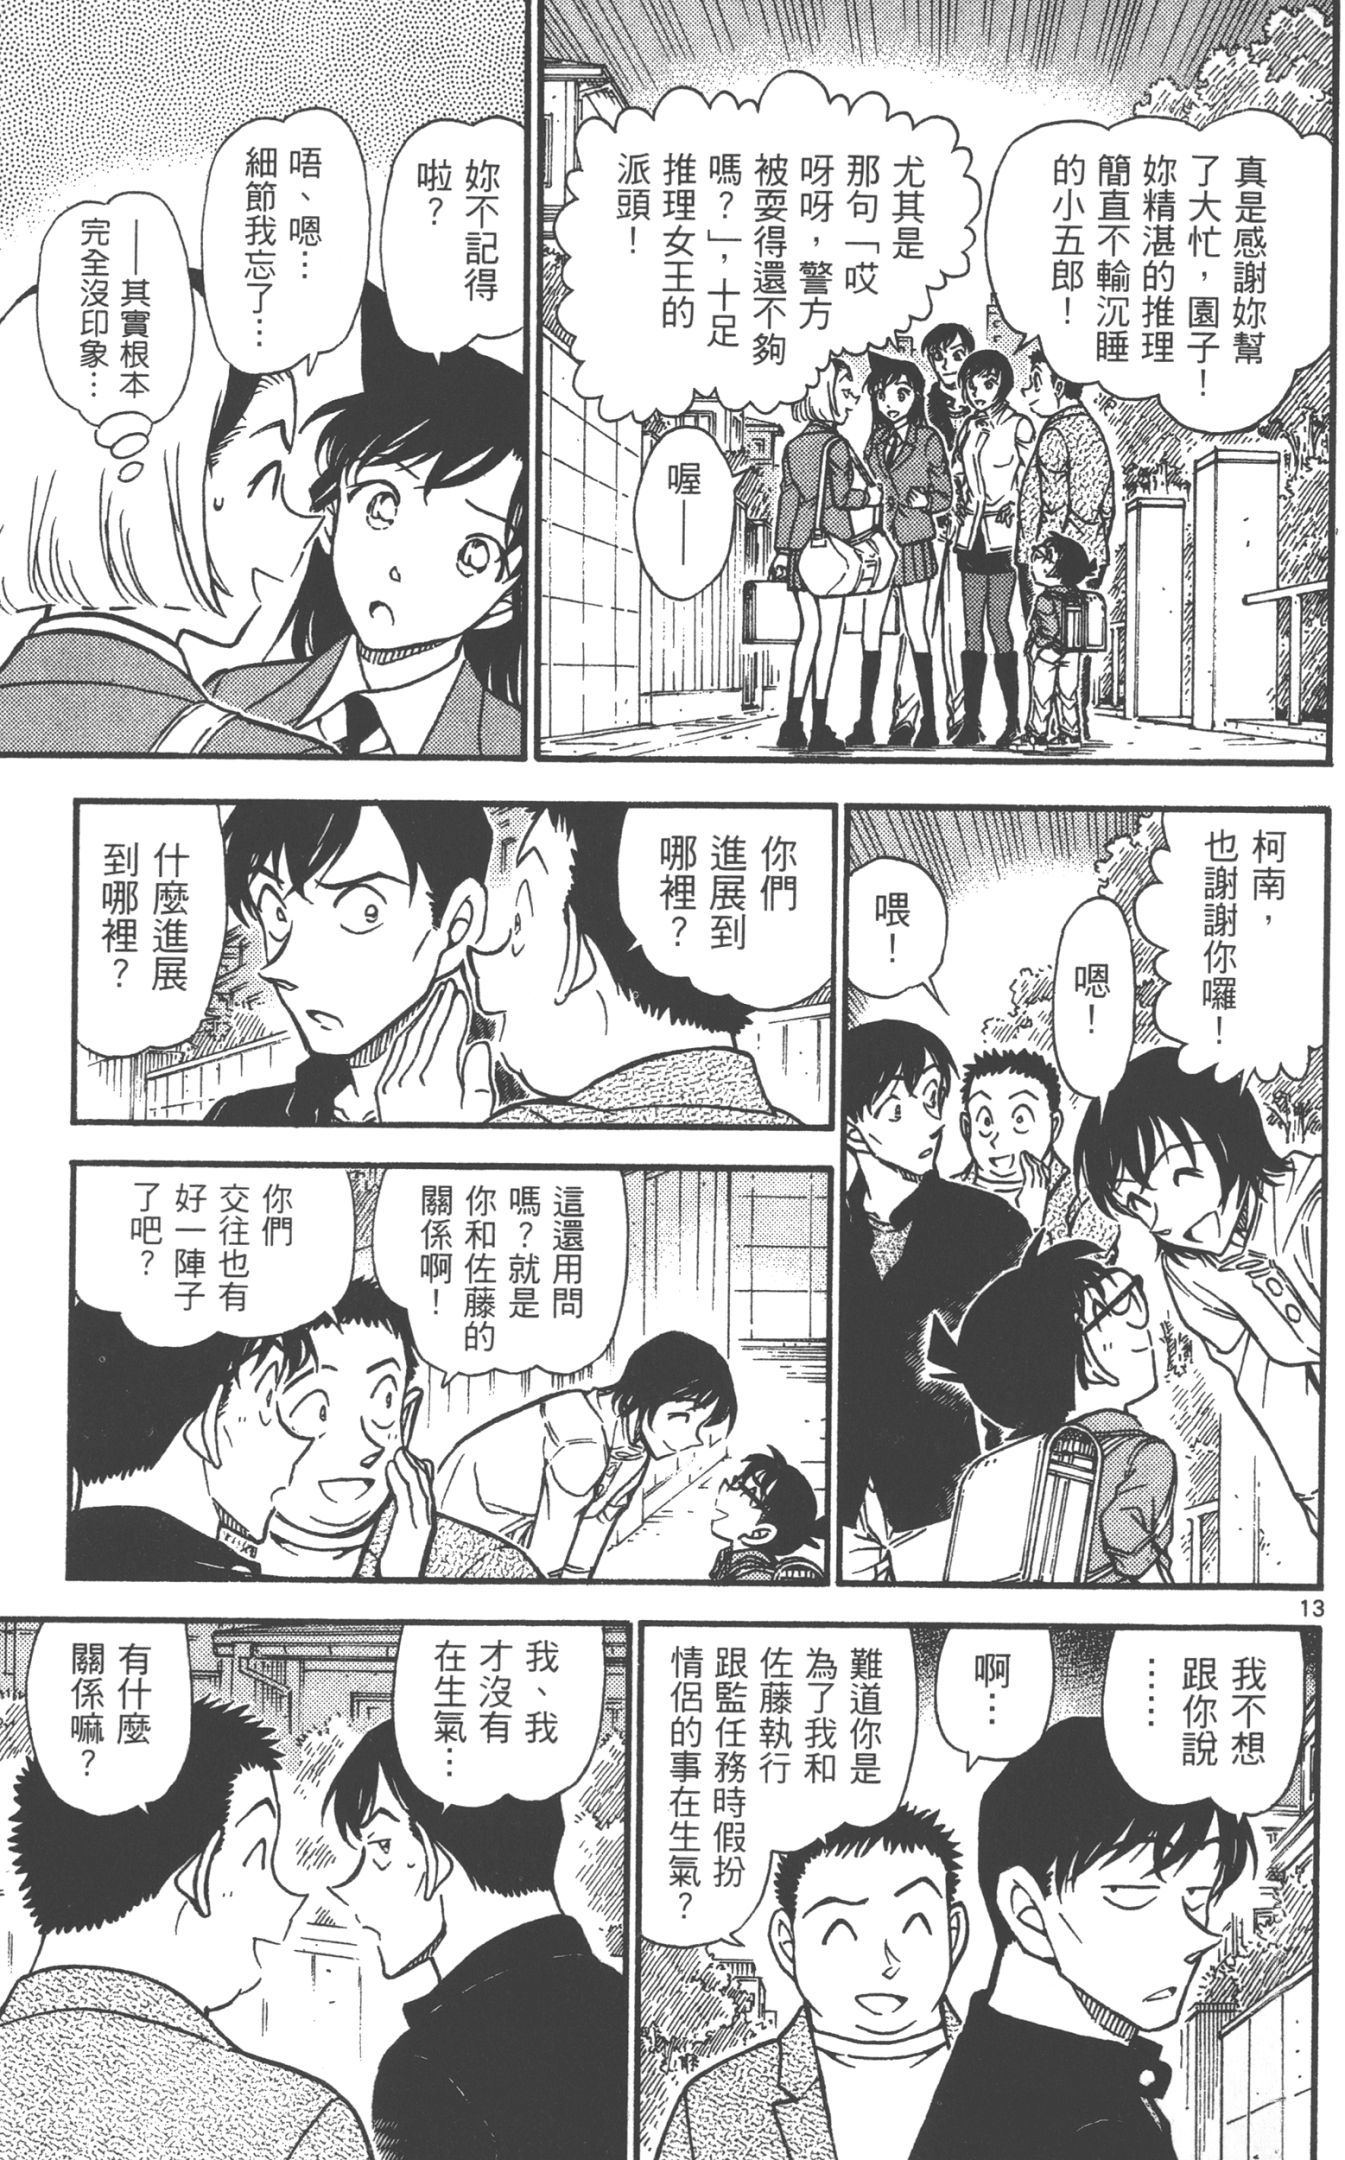 真是感謝妳幫
了大忙，園子！
妳精湛的推理
簡直不輸沉睡
的小五郎！
尤其是
那句「哎
呀呀，警方
被耍得還不夠
嗎？」，十足
推理女王的
派頭！
喔——
妳不記得
啦？
唔、嗯…
細節我忘了…
——其實根本
完全沒印象…
柯南，
也謝謝你囉！
嗯！
喂！
你們
進展到
哪裡？
什麼進展
到哪裡？
這還用問
嗎？就是
你和佐藤的
關係啊！
你們
交往也有
好一陣子
了吧？
13
我不想
跟你說
……
啊…
難道你是
為了我和
佐藤執行
跟監任務時假扮
情侶的事在生氣？
我、我
才沒有
在生氣…
有什麼
關係嘛？